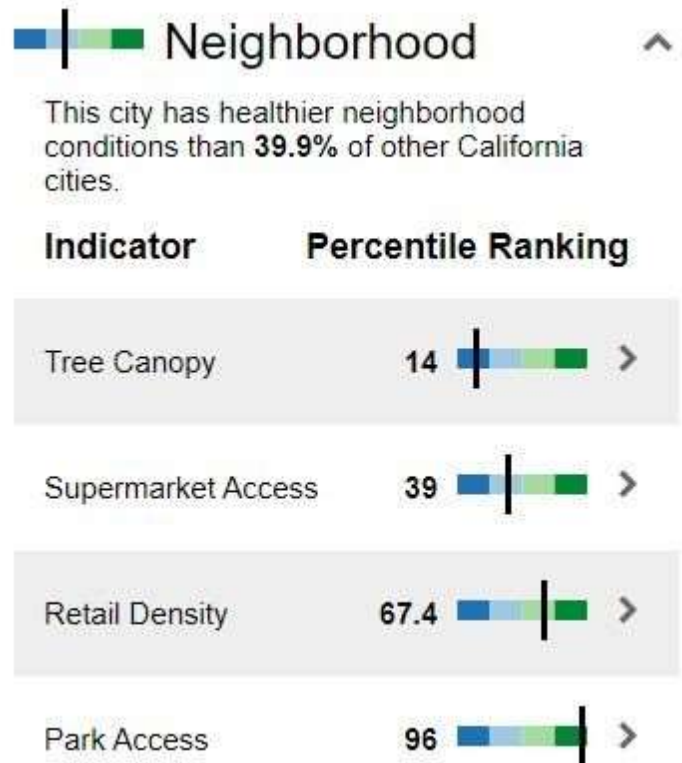 Neighborhood
This city has healthier neighborhood
conditions than 39.9% of other California
cities.
Indicator Percentile Ranking
Tree Canopy 14
Supermarket Access 39
Retail Density 67.4
Park Access 96